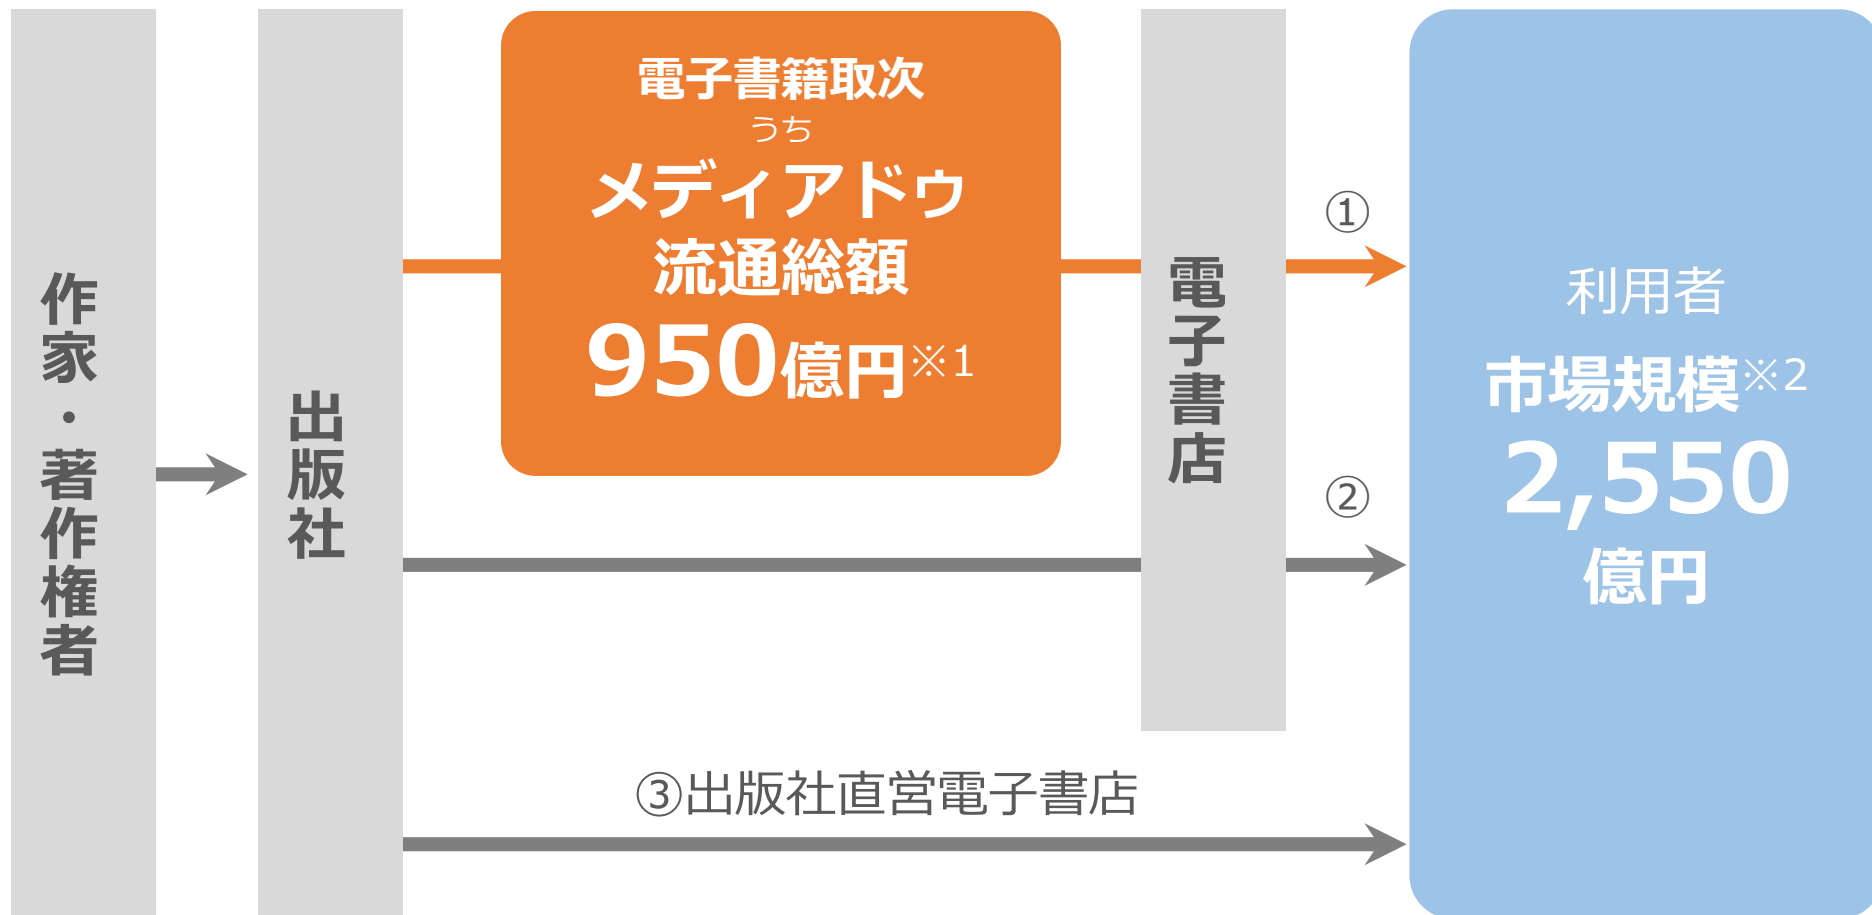 作家・著作権者
出版社
電子書籍取次
うち
メディアドゥ
流通総額
950億円※1
電子書店
①
②
③出版社直営電子書店
利用者
市場規模※2
2,550
億円